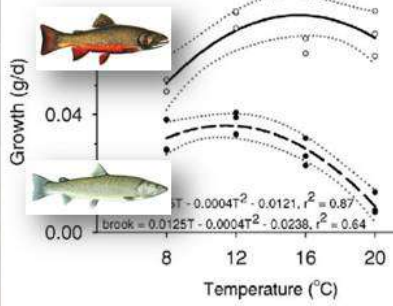 Growth (g/d)
0.04
0.00
5T - 0.0004T² - 0.0121, r² = 0.87
brook = 0.0125T - 0.0004T² - 0.0238, r² = 0.64
8 12 16 20
Temperature (°C)